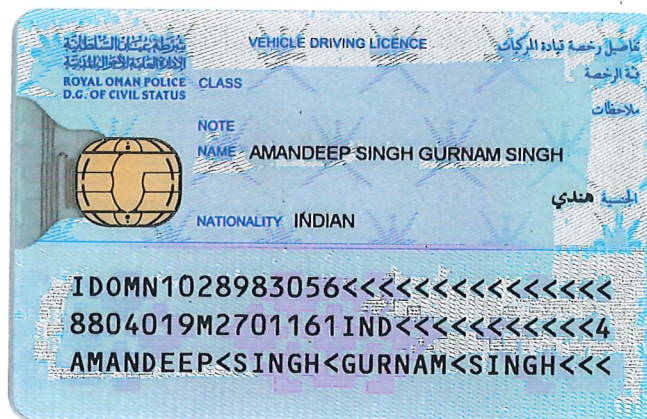 شرطة عمان السلطانية
الإدارة العامة للأحوال المدنية
ROYAL OMAN POLICE
D.G. OF CIVIL STATUS
VEHICLE DRIVING LICENCE تفاصيل رخصة قيادة المركبات
CLASS فئة الرخصة
NOTE ملاحظات
NAME AMANDEEP SINGH GURNAM SINGH
NATIONALITY INDIAN هندي الجنسية
IDOMN1028983056<<<<<<<<<<<<<<<
8804019M2701161IND<<<<<<<<<<<4
AMANDEEP<SINGH<GURNAM<SINGH<<<